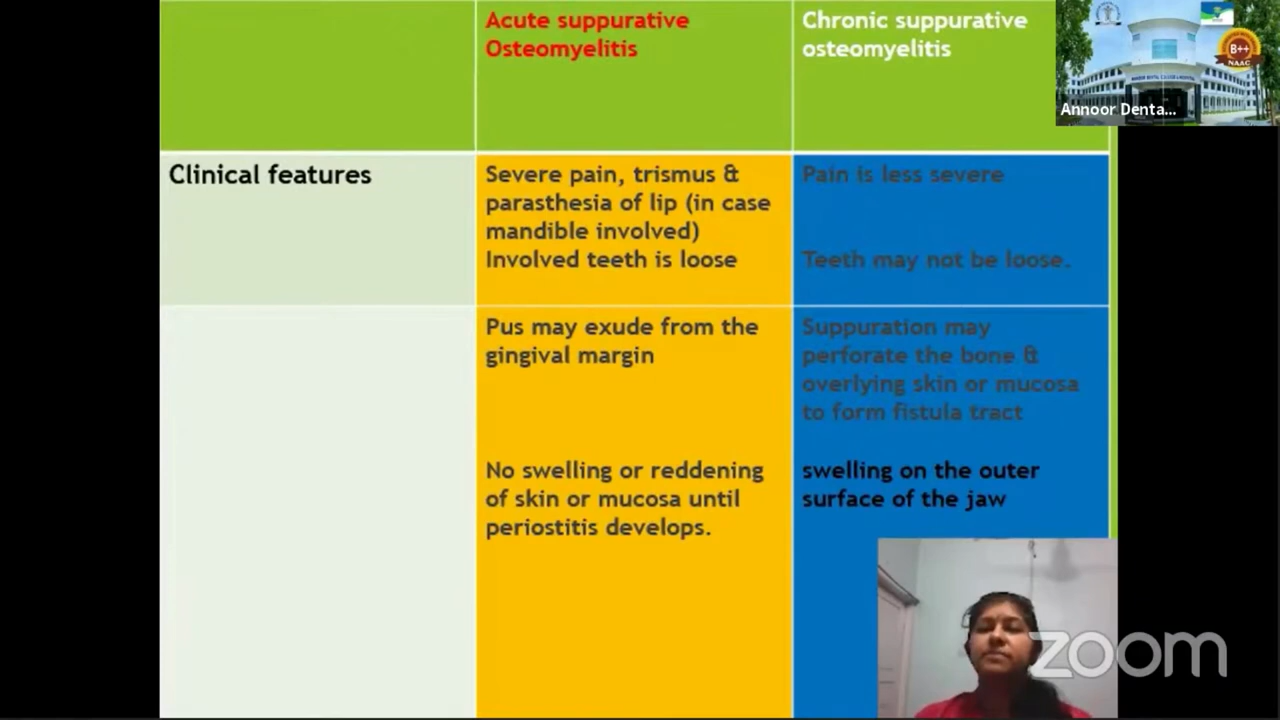 Acute suppurative
Osteomyelitis
Chronic suppurative
osteomyelitis
B++
NAAC
Annoor Denta...
Clinical features
Severe pain, trismus &
parasthesia of lip (in case
mandible involved)
Involved teeth is loose
Pain is less severe
Teeth may not be loose.
Pus may exude from the
gingival margin
No swelling or reddening
of skin or mucosa until
periostitis develops.
Suppuration may
perforate the bone &
overlying skin or mucosa
to form fistula tract
swelling on the outer
surface of the jaw
zoom